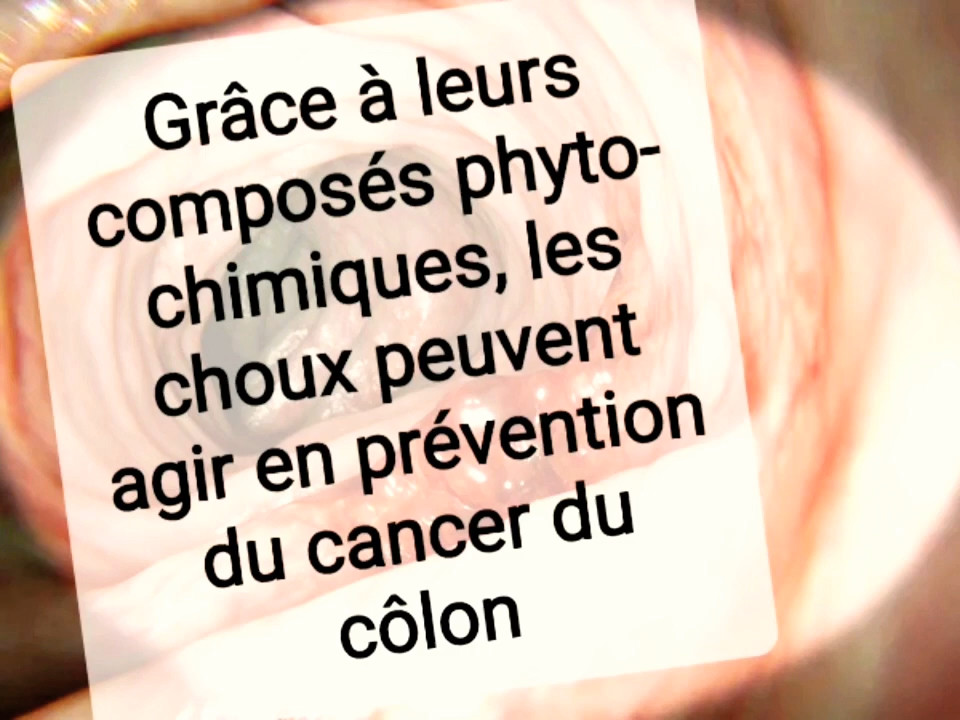 Grâce à leurs
composés phyto-
chimiques, les
choux peuvent
agir en prévention
du cancer du
côlon